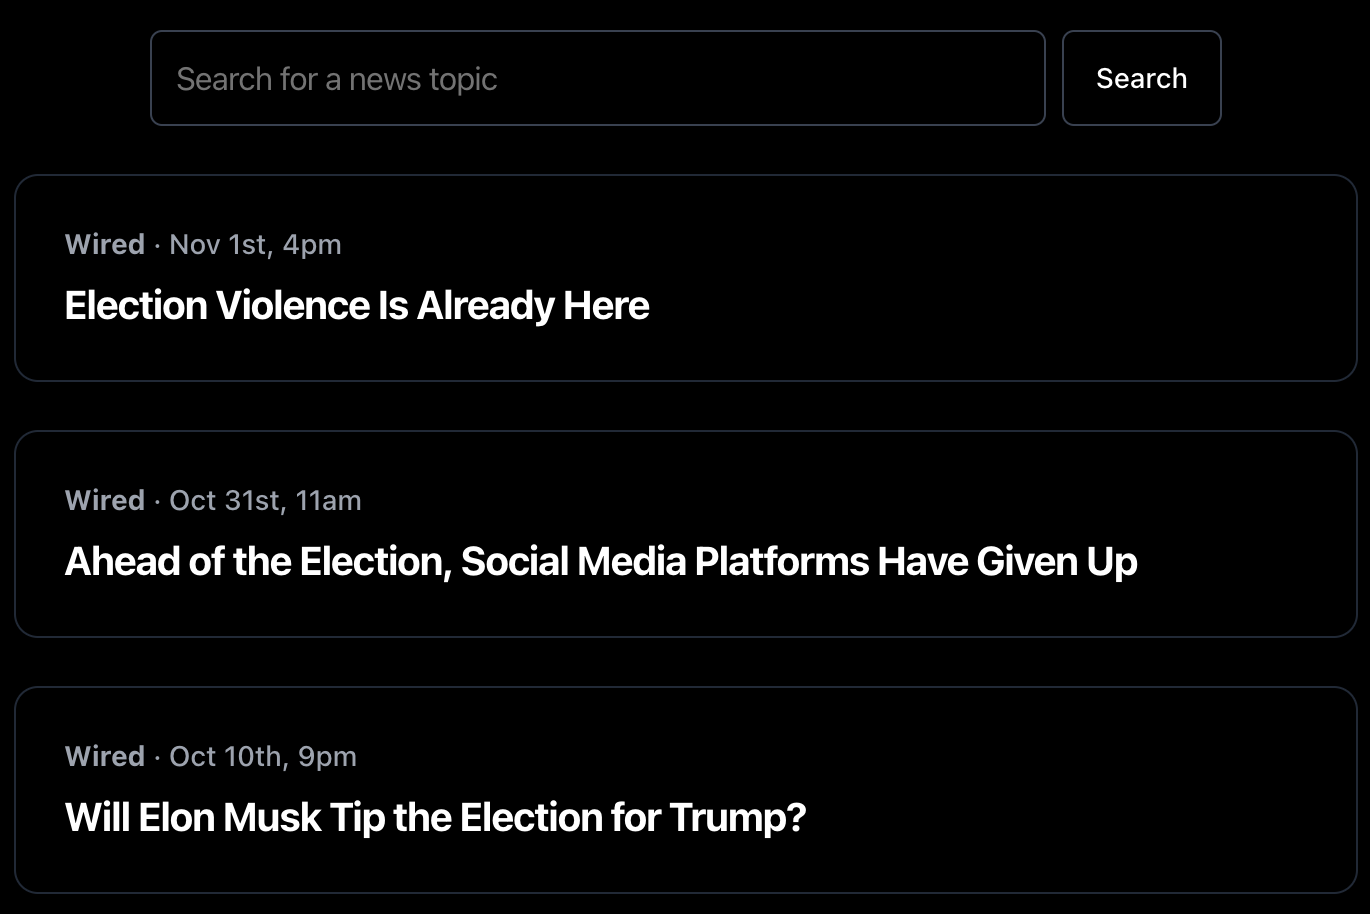 Search for a news topic
Search
Wired · Nov 1st, 4pm
Election Violence Is Already Here
Wired · Oct 31st, 11am
Ahead of the Election, Social Media Platforms Have Given Up
Wired · Oct 10th, 9pm
Will Elon Musk Tip the Election for Trump?